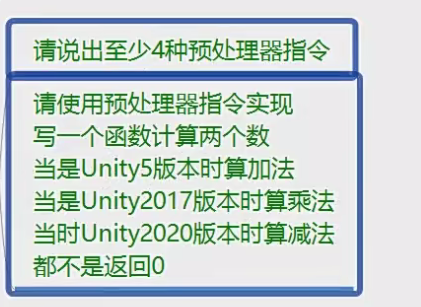 请说出至少4种预处理器指令
请使用预处理器指令实现
写一个函数计算两个数
当是Unity5版本时算加法
当是Unity2017版本时算乘法
当时Unity2020版本时算减法
都不是返回0